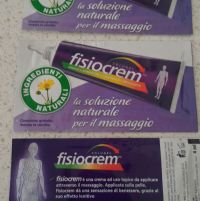 la soluzione
naturale
per il massaggio
SOLUGEL
fisiocrem
INGREDIENTI
NATURALI
la soluzione
naturale
per il massaggio
SOLUGEL
fisiocrem
fisiocrem è una crema ad uso topico da applicare
attraverso il massaggio. Applicata sulla pelle,
fisiocrem dà una sensazione di benessere, grazie al
suo effetto lenitivo.